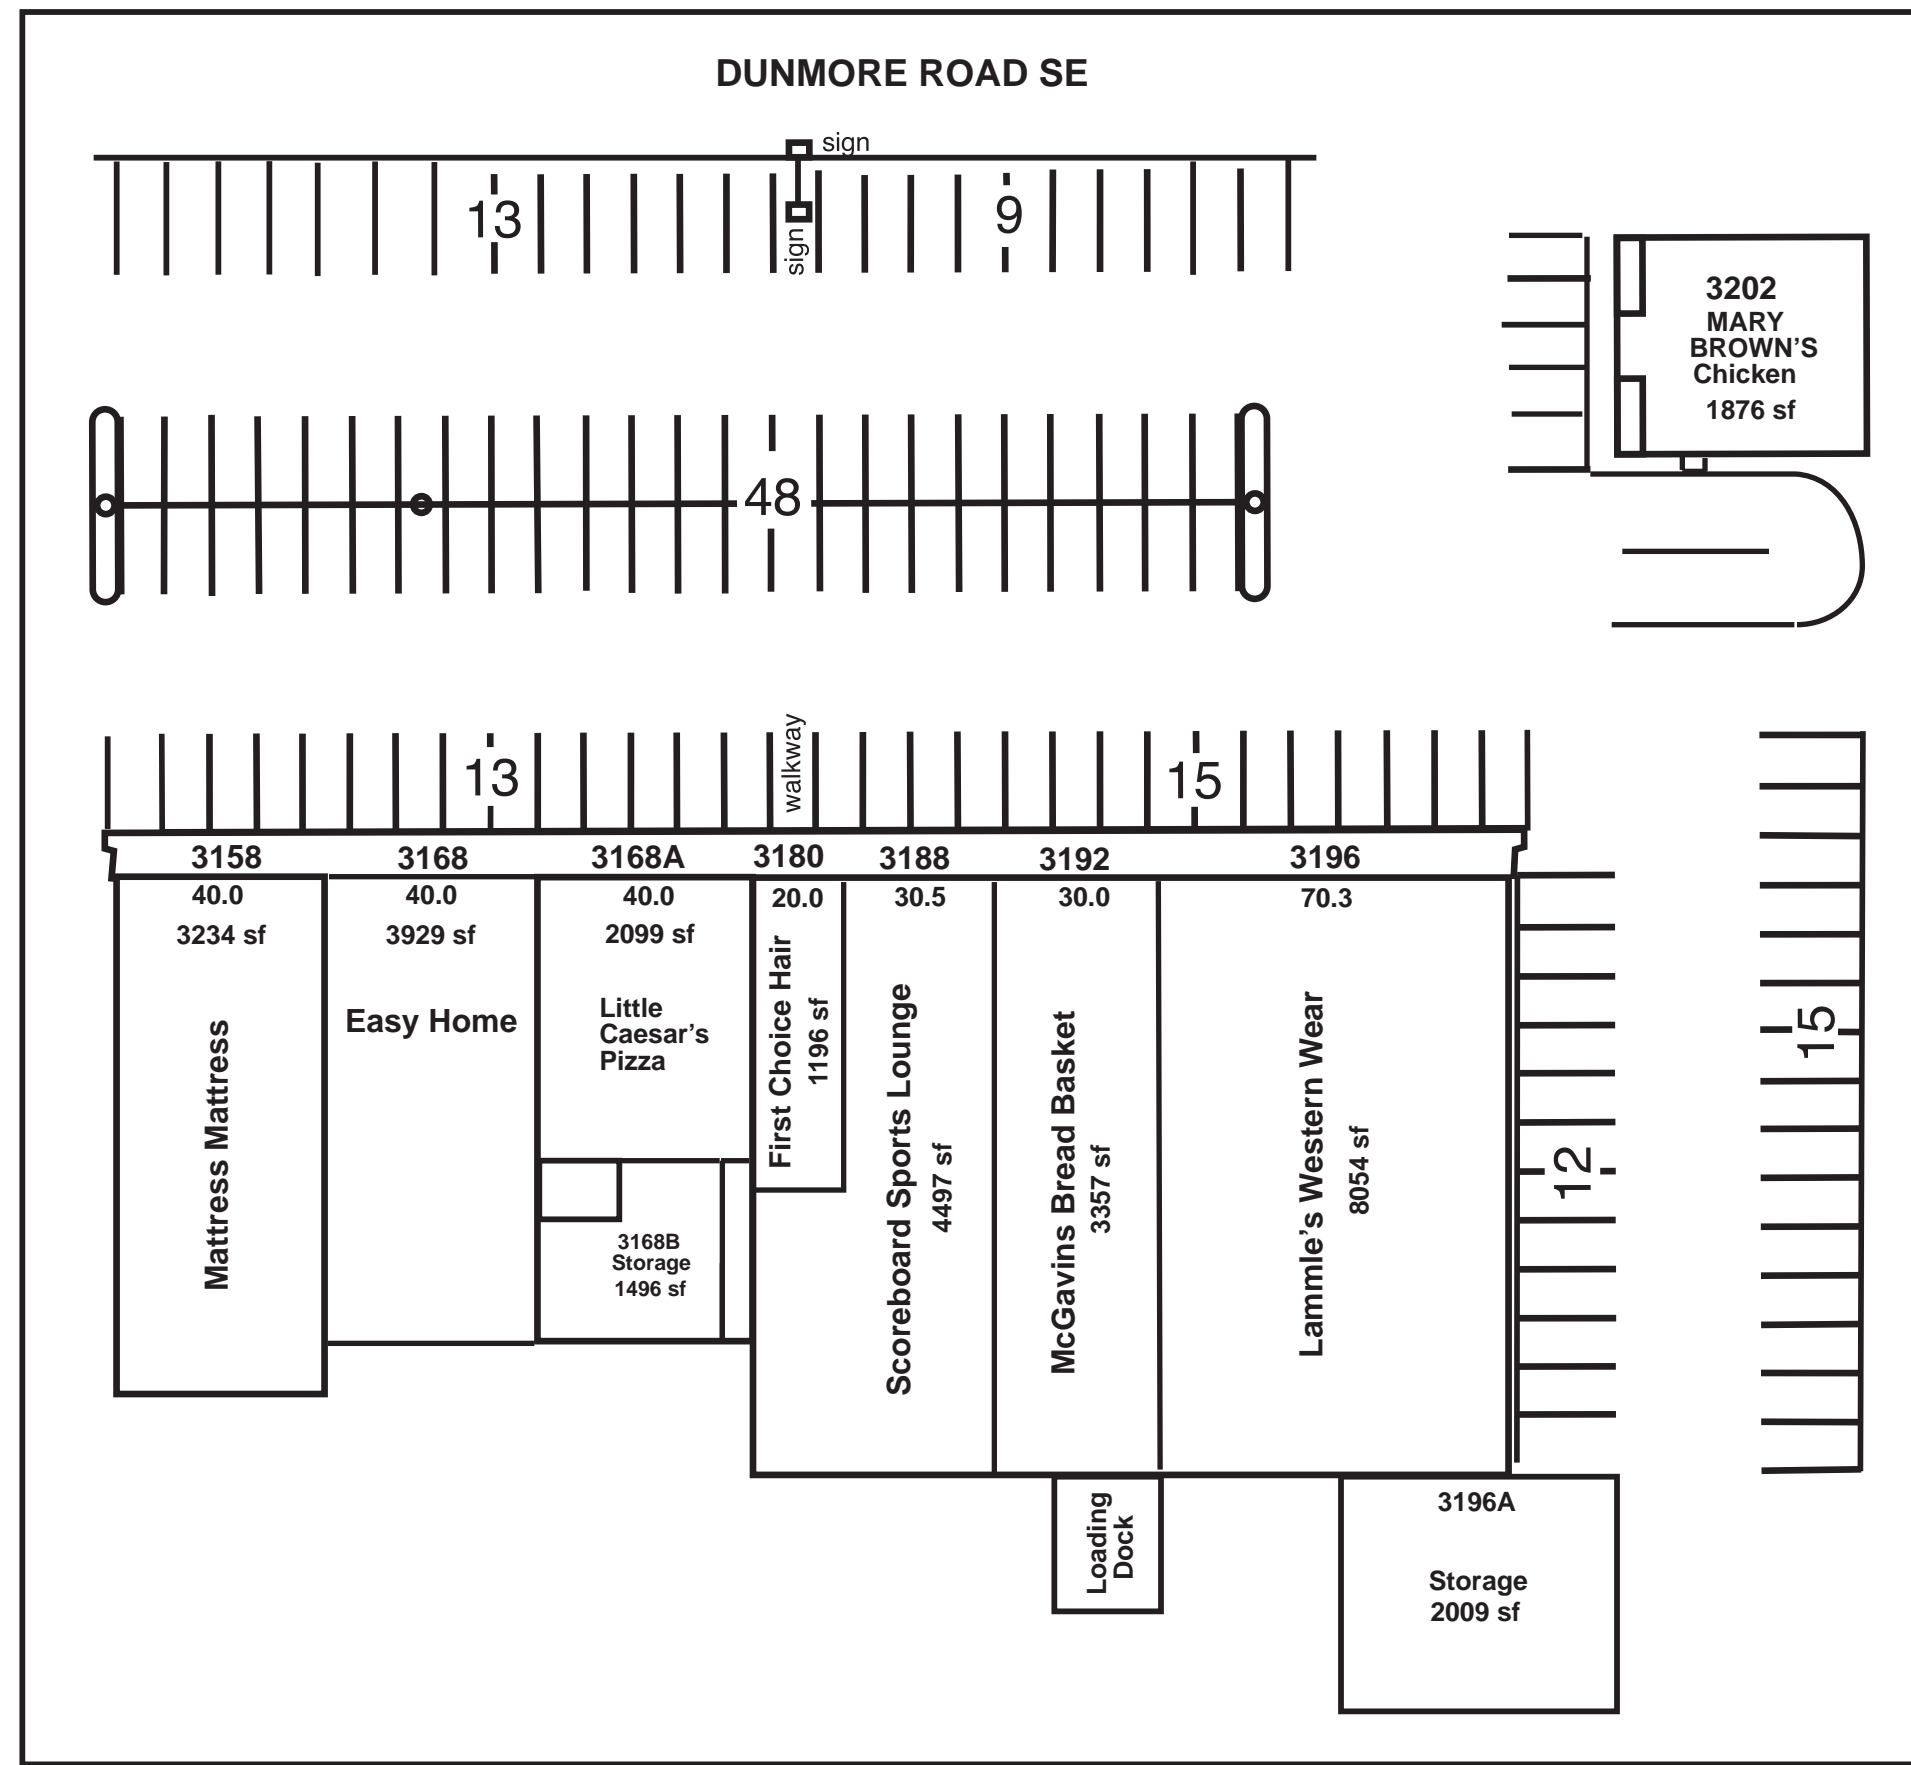 DUNMORE ROAD SE
sign
13
sign
9
3202
MARY
BROWN'S
Chicken
1876 sf
48
13
walkway
15
3158
3168
3168A
3180
3188
3192
3196
40.0
40.0
40.0
20.0
30.5
30.0
70.3
3234 sf
3929 sf
2099 sf
Mattress Mattress
Easy Home
Little
Caesar's
Pizza
First Choice Hair
1196 sf
Scoreboard Sports Lounge
4497 sf
McGavins Bread Basket
3357 sf
Lammle's Western Wear
8054 sf
12
15
3168B
Storage
1496 sf
Loading
Dock
3196A
Storage
2009 sf